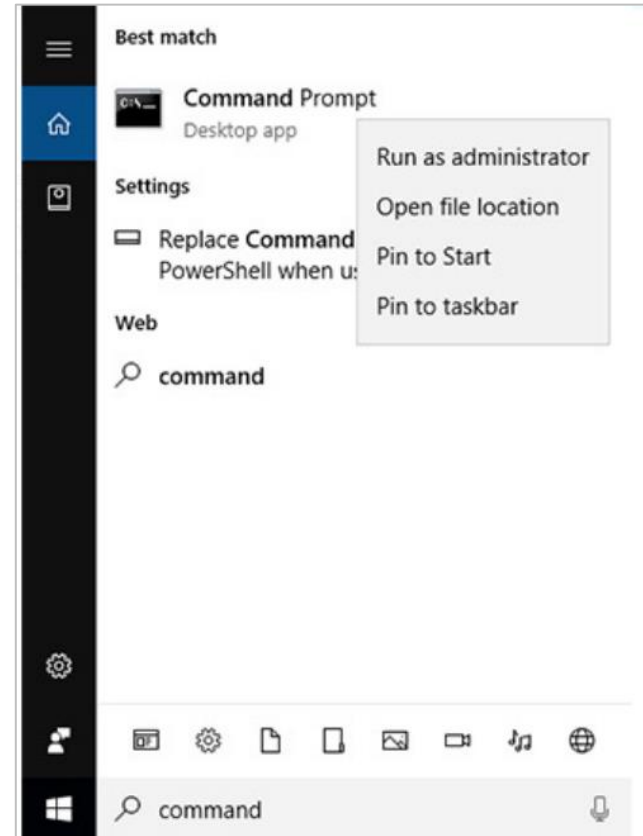 Best match
C:\_
Command Prompt
Desktop app
Run as administrator
Open file location
Pin to Start
Pin to taskbar
Settings
Replace Command
PowerShell when
Web
command
command